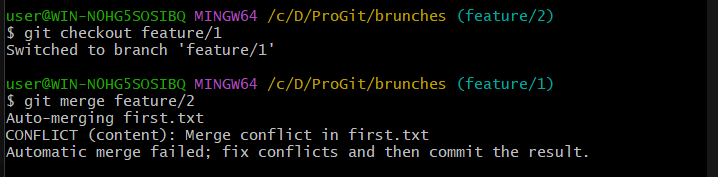 user@WIN-N0HG5SOSIBQ MINGW64 /c/D/ProGit/brunches (feature/2)
$ git checkout feature/1
Switched to branch 'feature/1'
user@WIN-N0HG5SOSIBQ MINGW64 /c/D/ProGit/brunches (feature/1)
$ git merge feature/2
Auto-merging first.txt
CONFLICT (content): Merge conflict in first.txt
Automatic merge failed; fix conflicts and then commit the result.